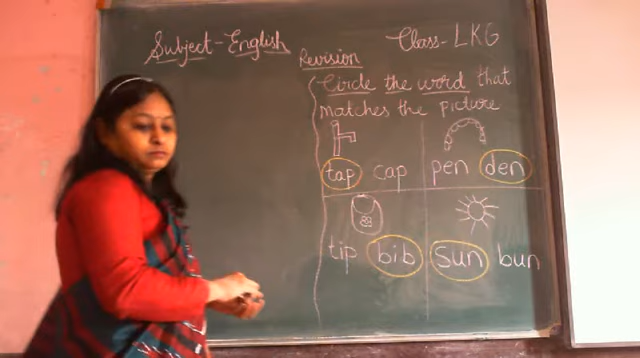 Subject-English
Class-LKG
Revision
Circle the word that
matches the picture
tap cap
pen den
tip bib
sun bun